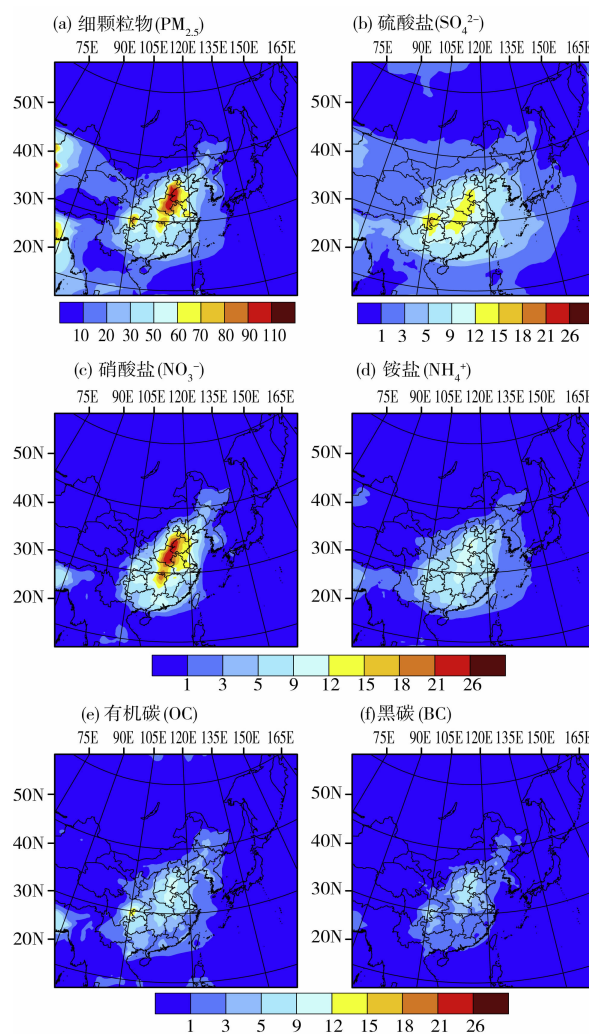 (a) 细颗粒物(PM2.5)
(b) 硫酸盐(SO4²⁻)
75E 90E 105E 120E 135E 150E 165E
75E 90E 105E 120E 135E 150E 165E
50N
40N
30N
20N
50N
40N
30N
20N
10 20 30 50 60 70 80 90 110
1 3 5 9 12 15 18 21 26
(c) 硝酸盐(NO3⁻)
(d) 铵盐(NH4⁺)
75E 90E 105E 120E 135E 150E 165E
75E 90E 105E 120E 135E 150E 165E
50N
40N
30N
20N
50N
40N
30N
20N
1 3 5 9 12 15 18 21 26
(e) 有机碳(OC)
(f) 黑碳(BC)
75E 90E 105E 120E 135E 150E 165E
75E 90E 105E 120E 135E 150E 165E
50N
40N
30N
20N
50N
40N
30N
20N
1 3 5 9 12 15 18 21 26